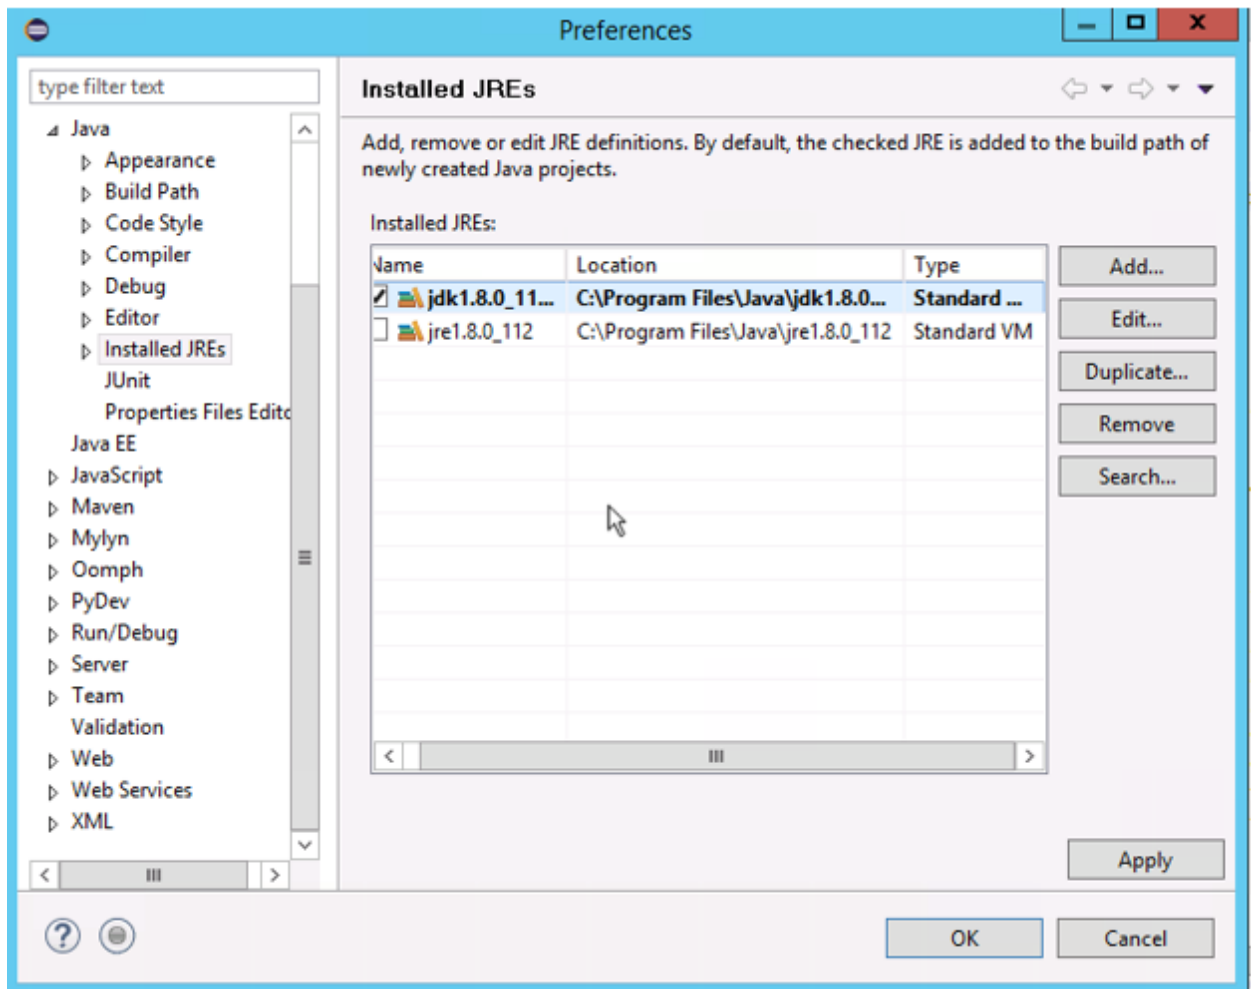 Preferences
type filter text
Java
Appearance
Build Path
Code Style
Compiler
Debug
Editor
Installed JREs
JUnit
Properties Files Edito
Java EE
JavaScript
Maven
Mylyn
Oomph
PyDev
Run/Debug
Server
Team
Validation
Web
Web Services
XML
Installed JREs
Add, remove or edit JRE definitions. By default, the checked JRE is added to the build path of
newly created Java projects.
Installed JREs:
Name Location Type
jdk1.8.0_11... C:\Program Files\Java\jdk1.8.0... Standard ...
jre1.8.0_112 C:\Program Files\Java\jre1.8.0_112 Standard VM
Add...
Edit...
Duplicate...
Remove
Search...
Apply
OK
Cancel